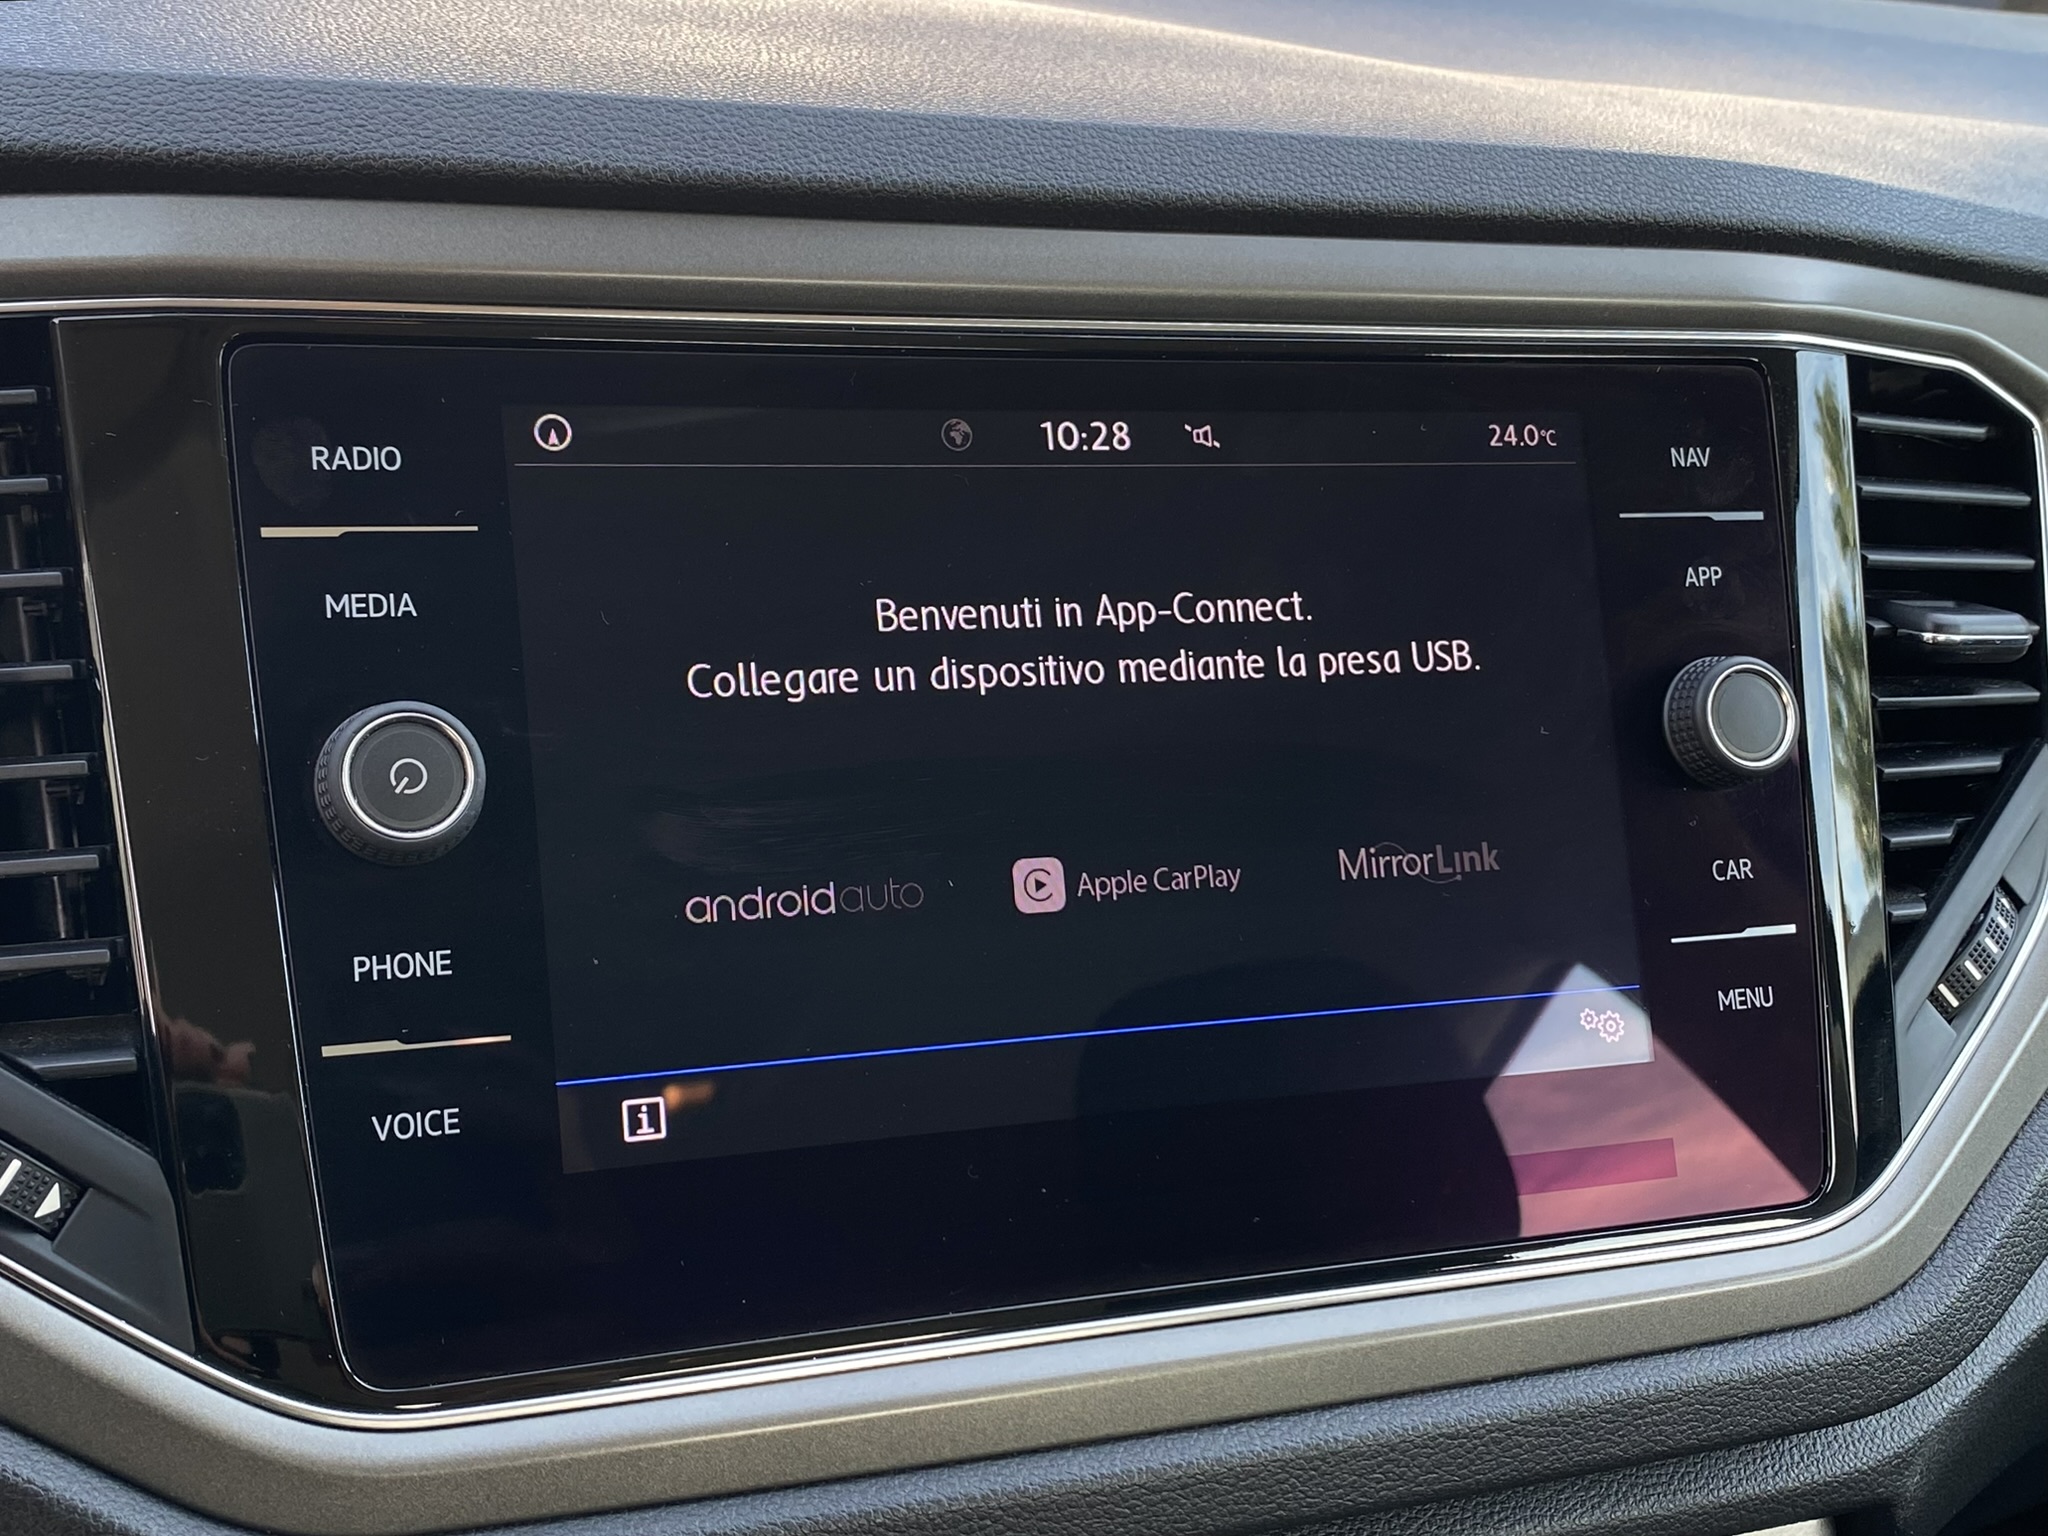 10:28
24.0°C
RADIO
MEDIA
PHONE
VOICE
Benvenuti in App-Connect.
Collegare un dispositivo mediante la presa USB.
androidauto
Apple CarPlay
MirrorLink
i
NAV
APP
CAR
MENU